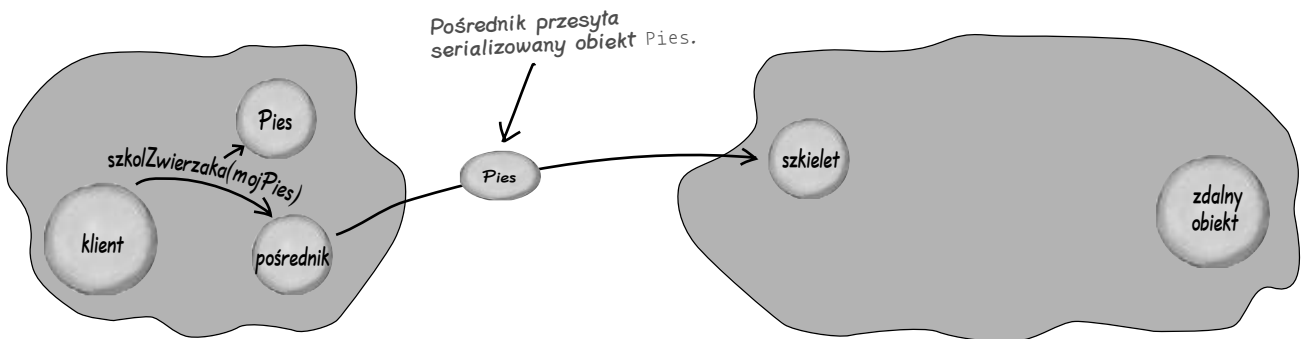 Pośrednik przesyła
serializowany obiekt Pies.
Pies
szkolZwierzaka(mojPies)
klient
pośrednik
Pies
szkielet
zdalny
obiekt